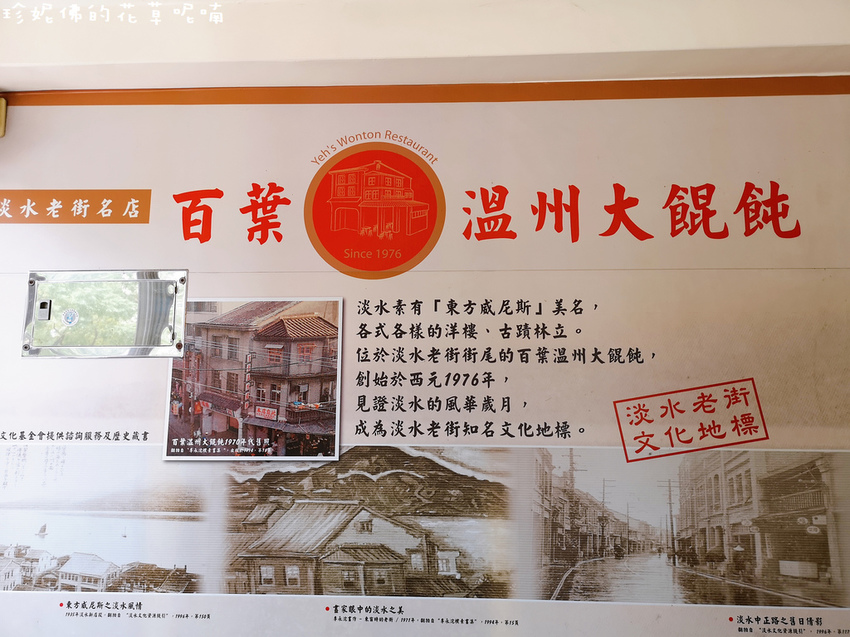 珍妮佛的花草呢喃
Yeh's Wonton Restaurant
淡水老街名店
百葉
溫州大餛飩
Since 1976
淡水素有「東方威尼斯」美名，
各式各樣的洋樓、古蹟林立。
位於淡水老街街尾的百葉溫州大餛飩，
創始於西元1976年，
見證淡水的風華歲月，
成為淡水老街知名文化地標。
淡水老街
文化地標
文化基金會提供諮詢服務及歷史藏書
百葉溫州大餛飩1970年代舊照
東方威尼斯之淡水風情
畫家眼中的淡水之美
淡水中正路之舊日倩影